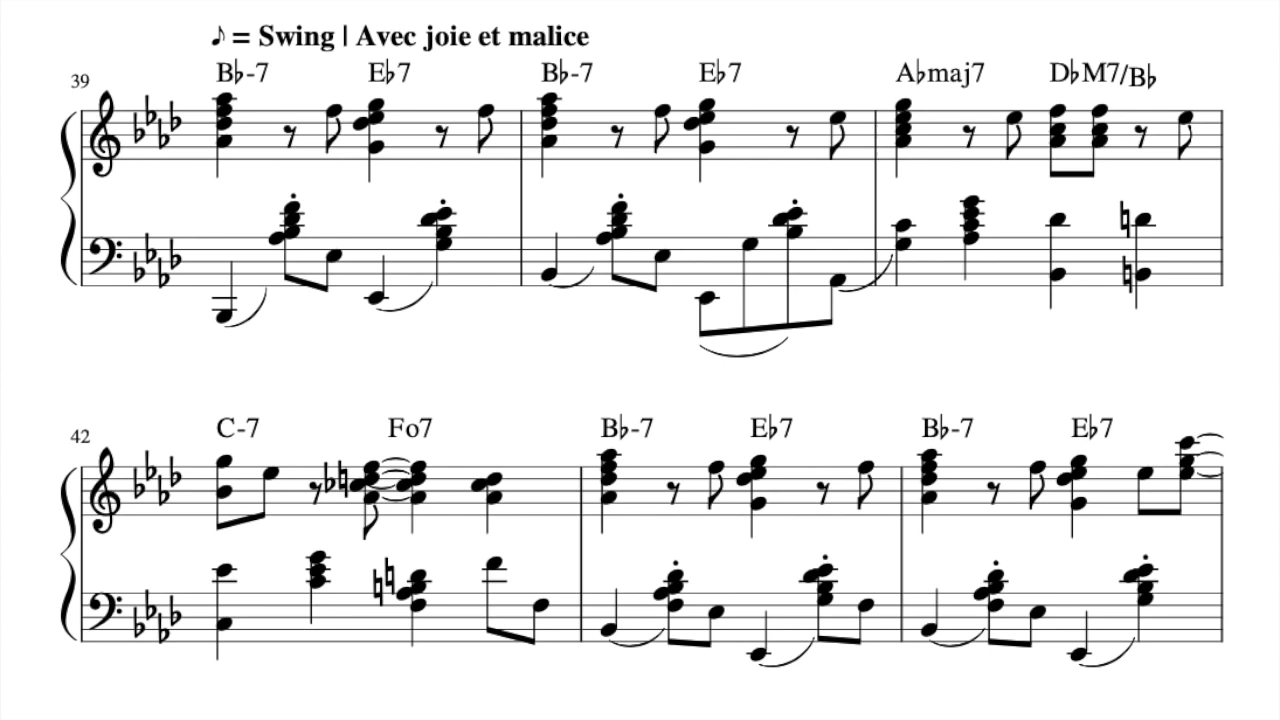 ♪ = Swing | Avec joie et malice
39
B♭-7 E♭7 B♭-7 E♭7 A♭maj7 D♭M7/B♭
42
C-7 Fo7 B♭-7 E♭7 B♭-7 E♭7